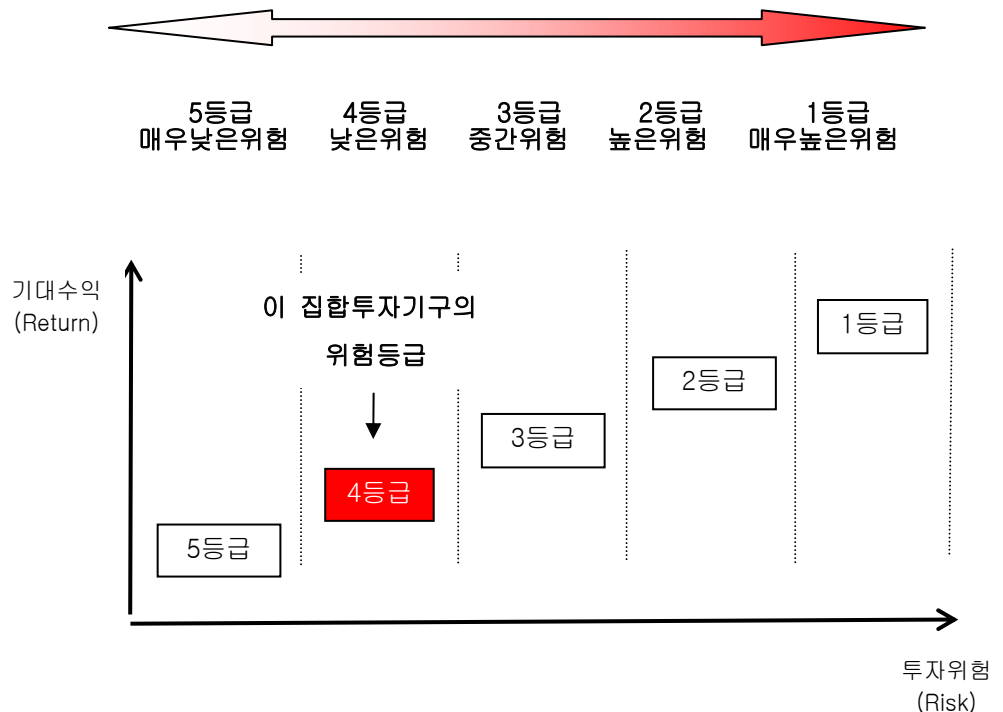 5등급 4등급 3등급 2등급 1등급
매우낮은위험 낮은위험 중간위험 높은위험 매우높은위험
기대수익
(Return)
이 집합투자기구의
위험등급
1등급
2등급
3등급
4등급
5등급
투자위험
(Risk)